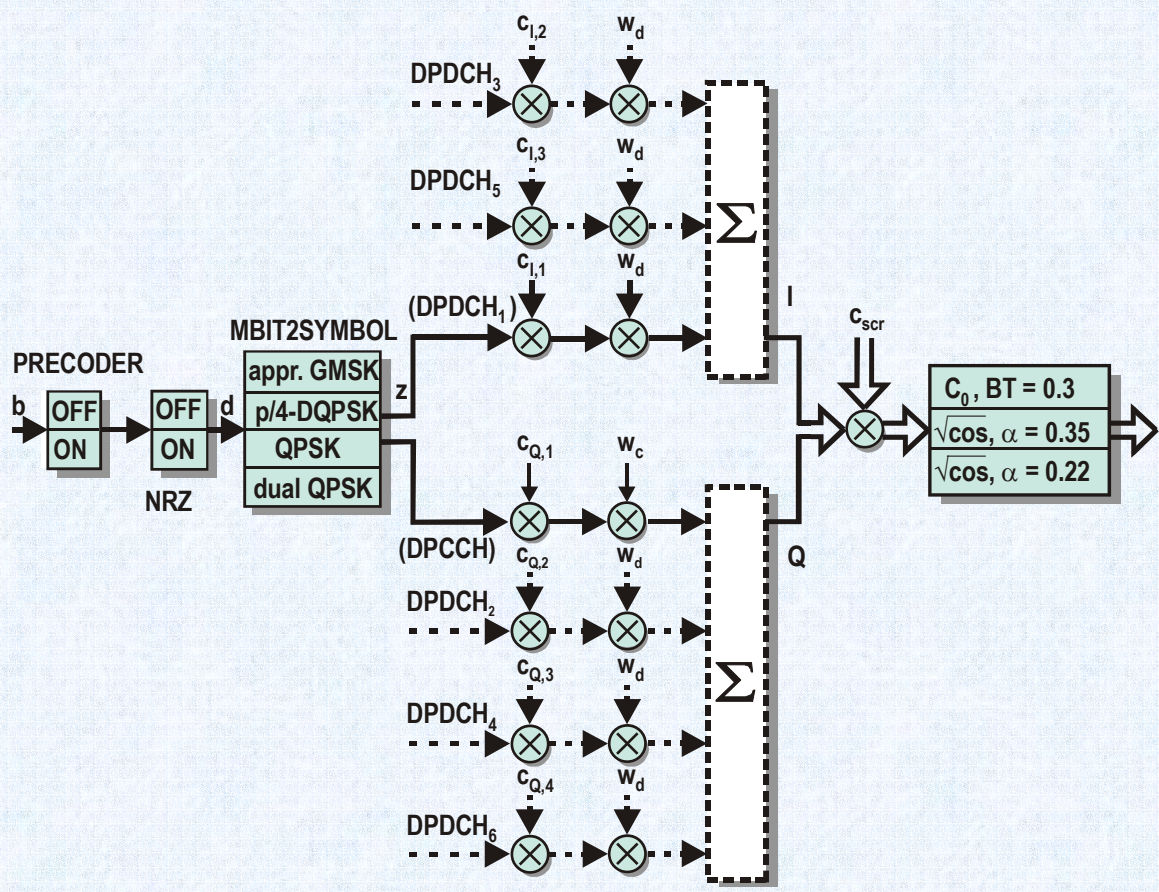 c_I,2 w_d
DPDCH_3
c_I,3 w_d
DPDCH_5
Σ
c_I,1 w_d
(DPDCH_1)
I
c_scr
MBIT2SYMBOL
PRECODER
b
OFF
ON
OFF
ON
NRZ
d
appr. GMSK
p/4-DQPSK
QPSK
dual QPSK
z
C_0 , BT = 0.3
√cos, α = 0.35
√cos, α = 0.22
c_Q,1 w_c
(DPCCH)
Q
c_Q,2 w_d
DPDCH_2
c_Q,3 w_d
Σ
DPDCH_4
c_Q,4 w_d
DPDCH_6